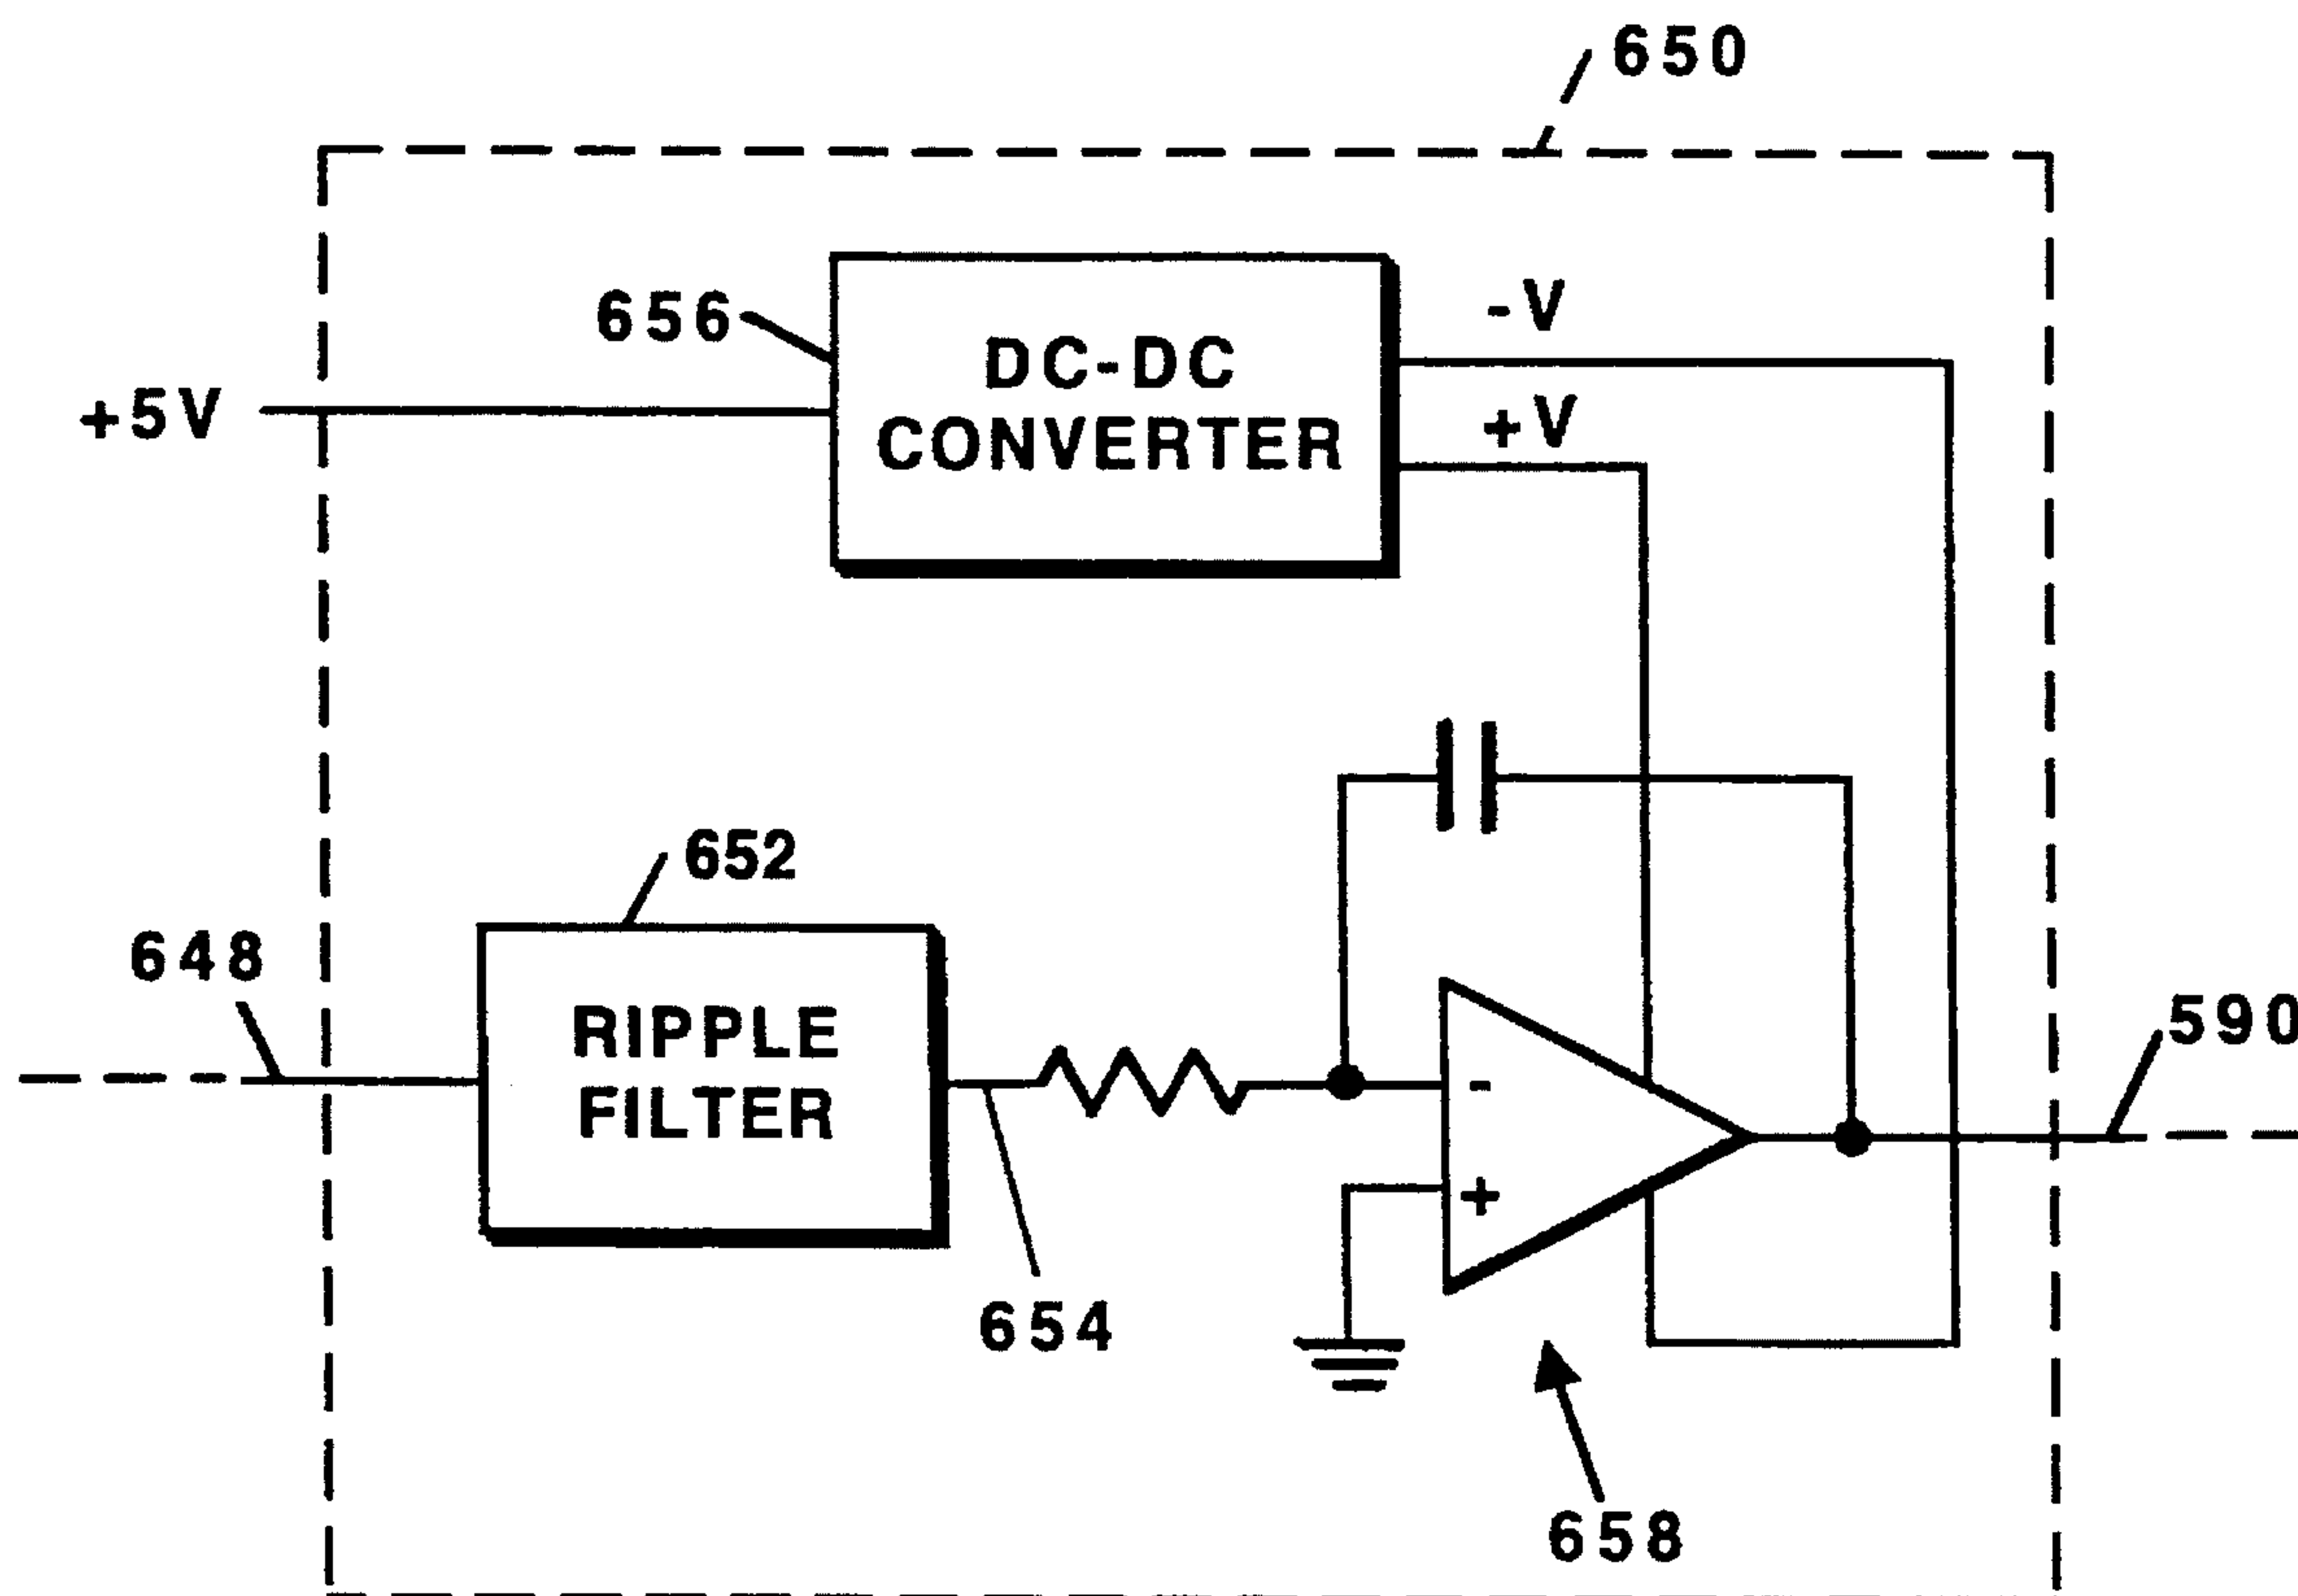 650
656
DC-DC
CONVERTER
-V
+V
+5V
652
648
RIPPLE
FILTER
-
+
590
654
658